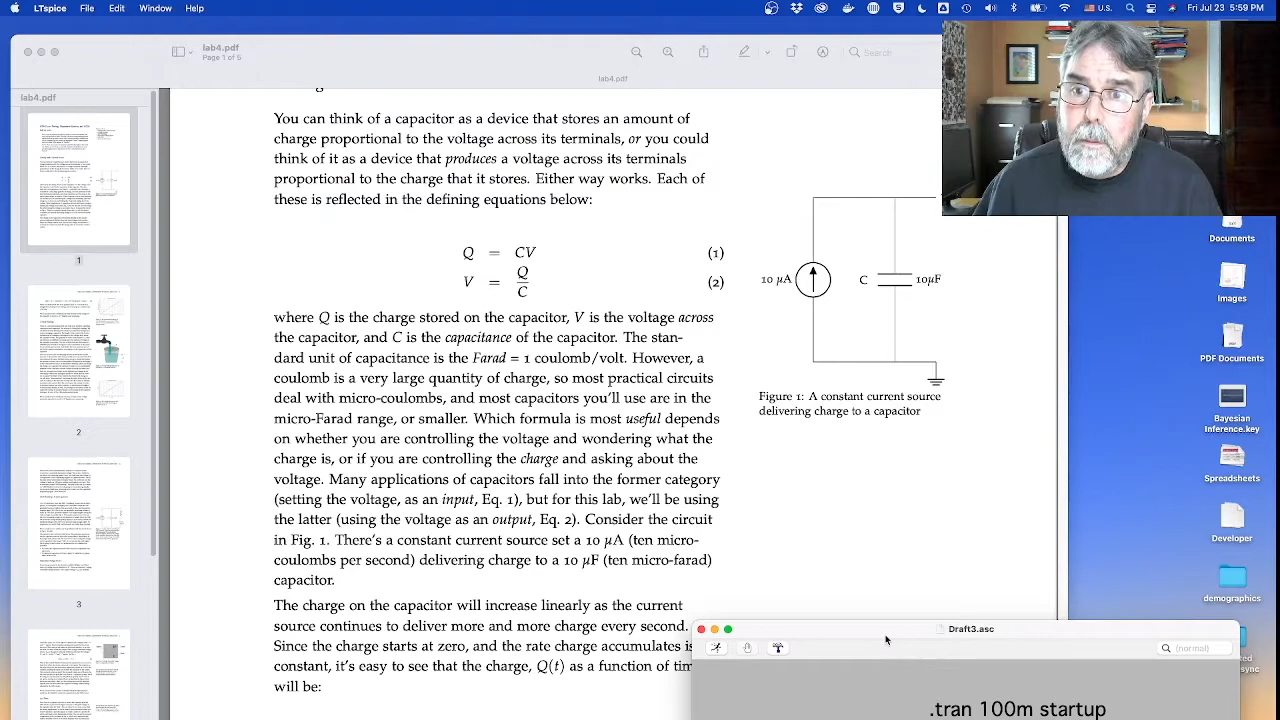 LTspice File Edit View Hierarchy Window Help
lab4.pdf
Page 1 of 5
Search
lab4.pdf
lab4.pdf
1
2
3
You can think of a capacitor as a device that stores an amount of
charge proportional to the voltage across its terminals, or you could
think of it as a device that produces a voltage across its terminals
proportional to the charge that it stores. Either way works. Each of
these is reflected in the defining equations below:
Q = CV (1)
V = Q/C (2)
where Q is the charge stored on the capacitor, V is the voltage across
the capacitor, and C is the capacitance of the capacitor. The stan-
dard unit of capacitance is the Farad = 1 coulomb/volt. However, a
coulomb is a very large quantity of charge, so most practical circuits
deal with micro-coulombs, and most capactors you'll use are in the
micro-Farad range, or smaller. Which formula is most useful depends
on whether you are controlling the voltage and wondering what the
charge is, or if you are controlling the charge and asking about the
voltage. Many applications of capacitors fall into the former category
(setting the voltage as an input, Eq. 1), but for this lab, we'll be using
the latter (using the voltage as an output, Eq. 2). Consider the circuit
in Fig. 1. There's a constant current source set a 10 μA (ten micro-
coulombs per second) delivering charge to a 10 μF (ten micro-farad)
capacitor.
The charge on the capacitor will increase linearly as the current
source continues to deliver more and more charge every second.
Since the charge starts at zero, and the rate charge accumulates i
constant it's easy to see that the charge, Q(t) as a function of tim
will be:
10 μA
C
10μF
Figure 1: A constant current source
delivering charge to a capacitor
Documents
Images
PDF Documents
Bayesian
Inference.key
Spreadsheets
Developer
demographics
Draft3.asc
(normal)
.tran 100m startup